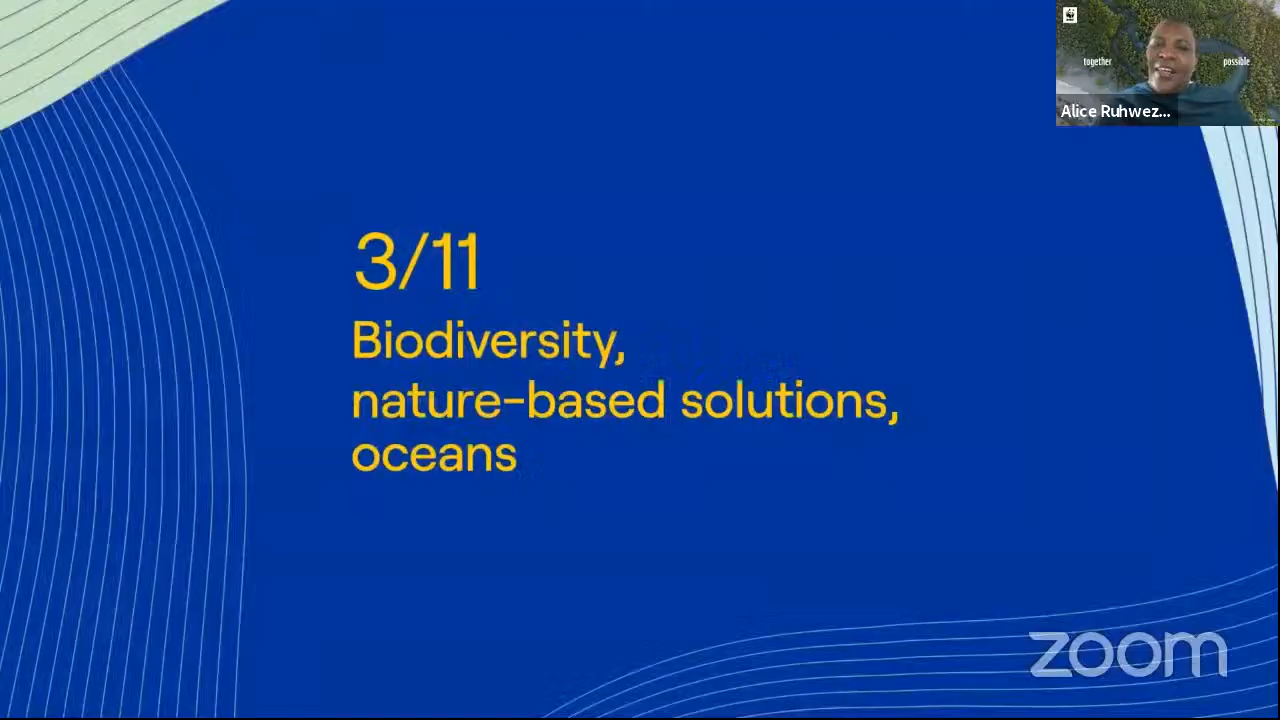 together
possible
Alice Ruhwez...
3/11
Biodiversity,
nature-based solutions,
oceans
zoom